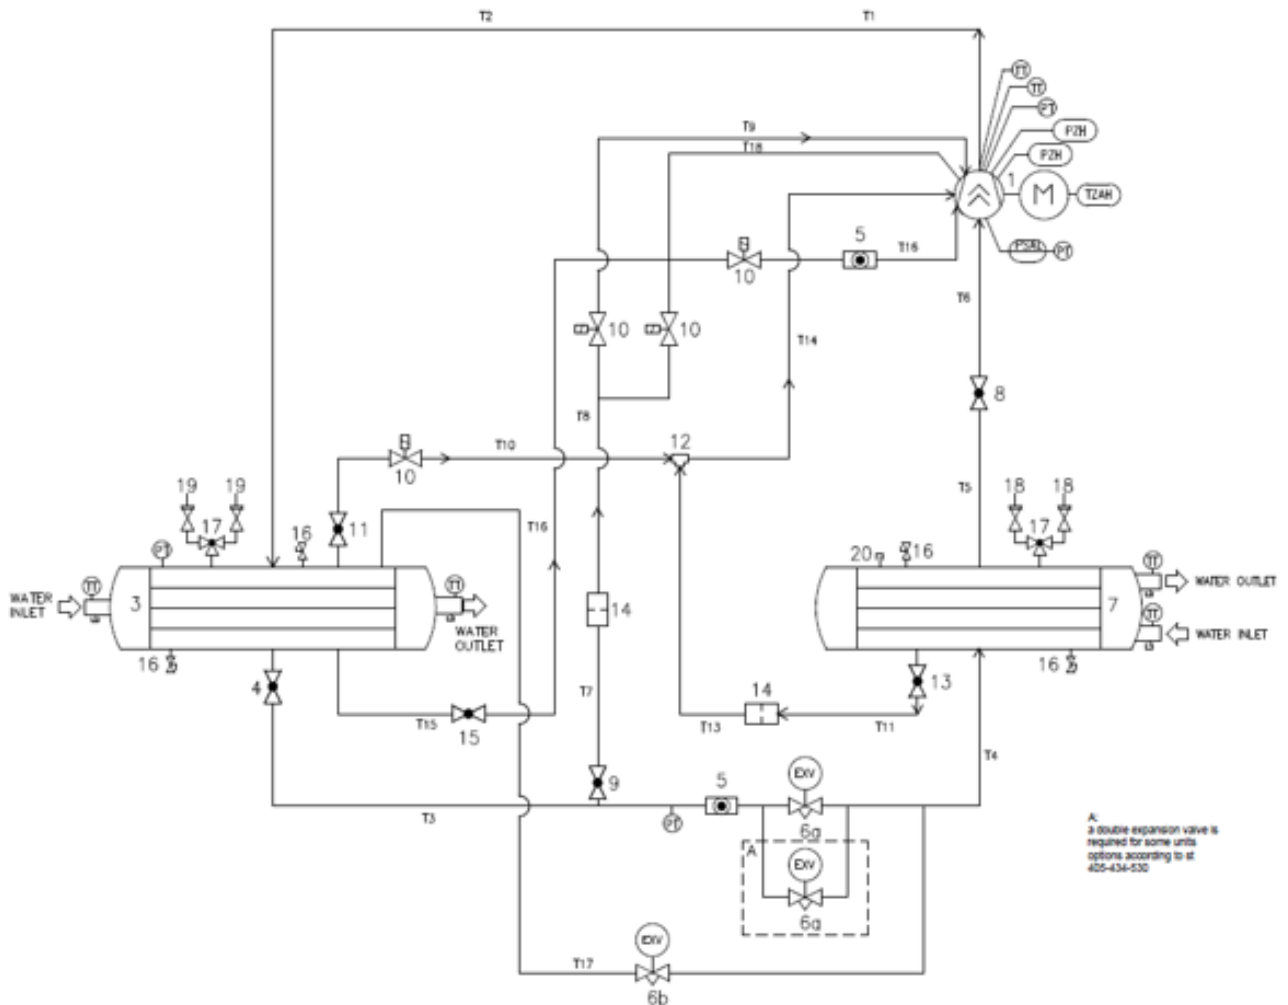 T2
T1
TT
TT
PT
PZH
PZH
T9
T18
1
M
TZAH
PT
5
T16
10
T6
10
10
T14
8
T8
T10
12
10
T5
19
19
17
16
11
T16
18
18
17
PT
20
16
TT
WATER OUTLET
TT
WATER
INLET
3
TT
WATER
OUTLET
14
7
TT
WATER INLET
16
4
T7
16
13
14
T15
15
T13
T11
T4
EXV
9
5
T3
PT
6a
A
EXV
6a
A:
a double expansion valve is
required for some units
options according to st
405-434-530
EXV
T17
6b